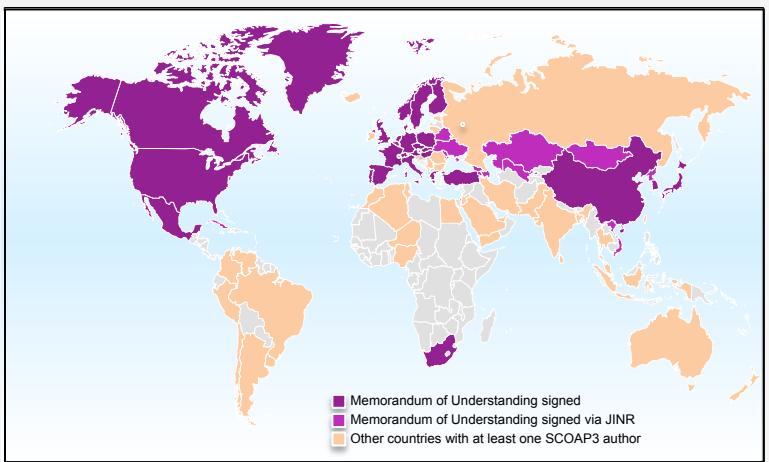 Memorandum of Understanding signed
Memorandum of Understanding signed via JINR
Other countries with at least one SCOAP3 author